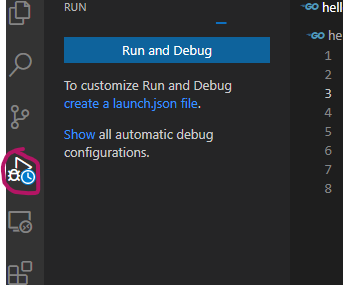 RUN
hell
Run and Debug
he
To customize Run and Debug
create a launch.json file.
Show all automatic debug
configurations.
1
2
3
4
5
6
7
8